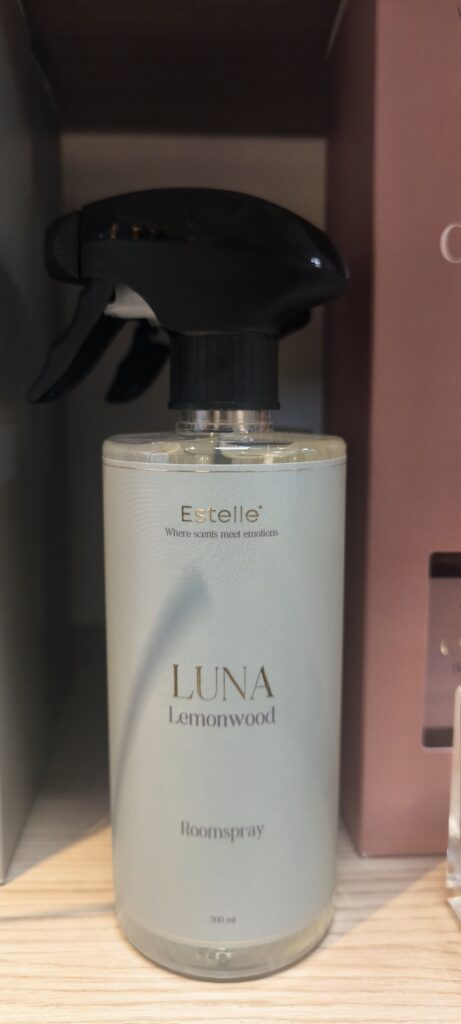 Estelle
Where scents meet emotions
LUNA
Lemonwood
Roomspray
500 ml